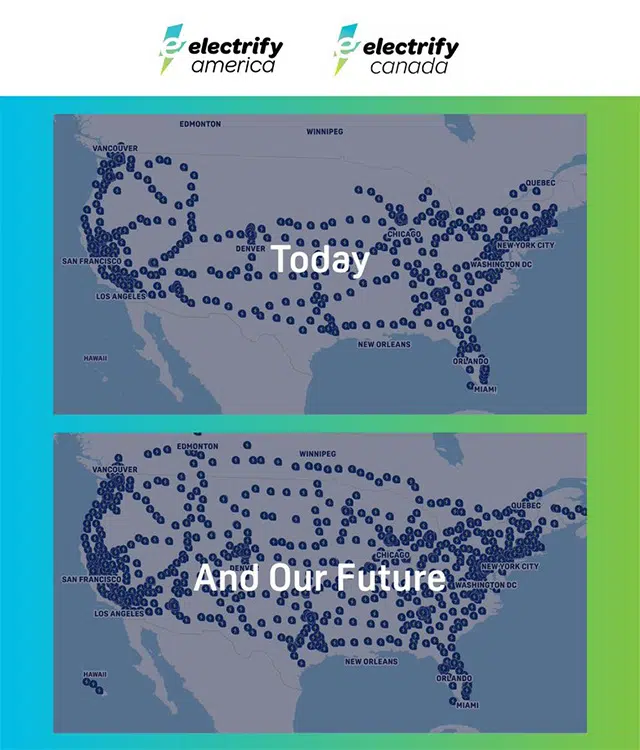 electrify
america
electrify
canada
EDMONTON
WINNIPEG
VANCOUVER
QUEBEC
CHICAGO
NEW YORK CITY
DENVER
Today
SAN FRANCISCO
WASHINGTON DC
LOS ANGELES
NEW ORLEANS
HAWAII
ORLANDO
MIAMI
EDMONTON
WINNIPEG
VANCOUVER
QUEBEC
CHICAGO
NEW YORK CITY
DENVER
And Our Future
SAN FRANCISCO
WASHINGTON DC
LOS ANGELES
NEW ORLEANS
HAWAII
ORLANDO
MIAMI